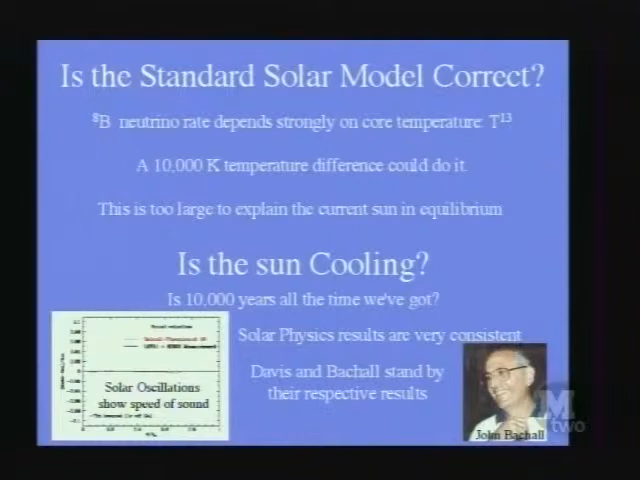 Is the Standard Solar Model Correct?
⁸B neutrino rate depends strongly on core temperature: T¹³
A 10,000 K temperature difference could do it.
This is too large to explain the current sun in equilibrium
Is the sun Cooling?
Is 10,000 years all the time we've got?
Solar Physics results are very consistent
Davis and Bachall stand by
their respective results
Solar Oscillations
show speed of sound
John Bachall
M
two